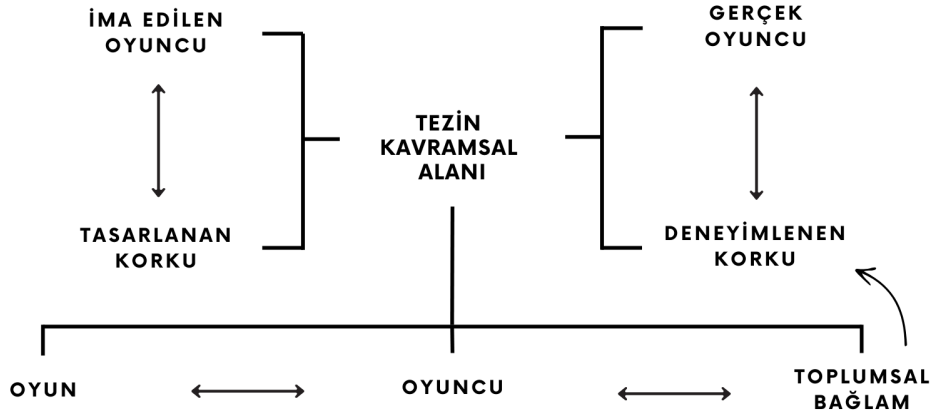 İMA EDİLEN
OYUNCU
GERÇEK
OYUNCU
TEZİN
KAVRAMSAL
ALANI
TASARLANAN
KORKU
DENEYİMLENEN
KORKU
OYUN
OYUNCU
TOPLUMSAL
BAĞLAM